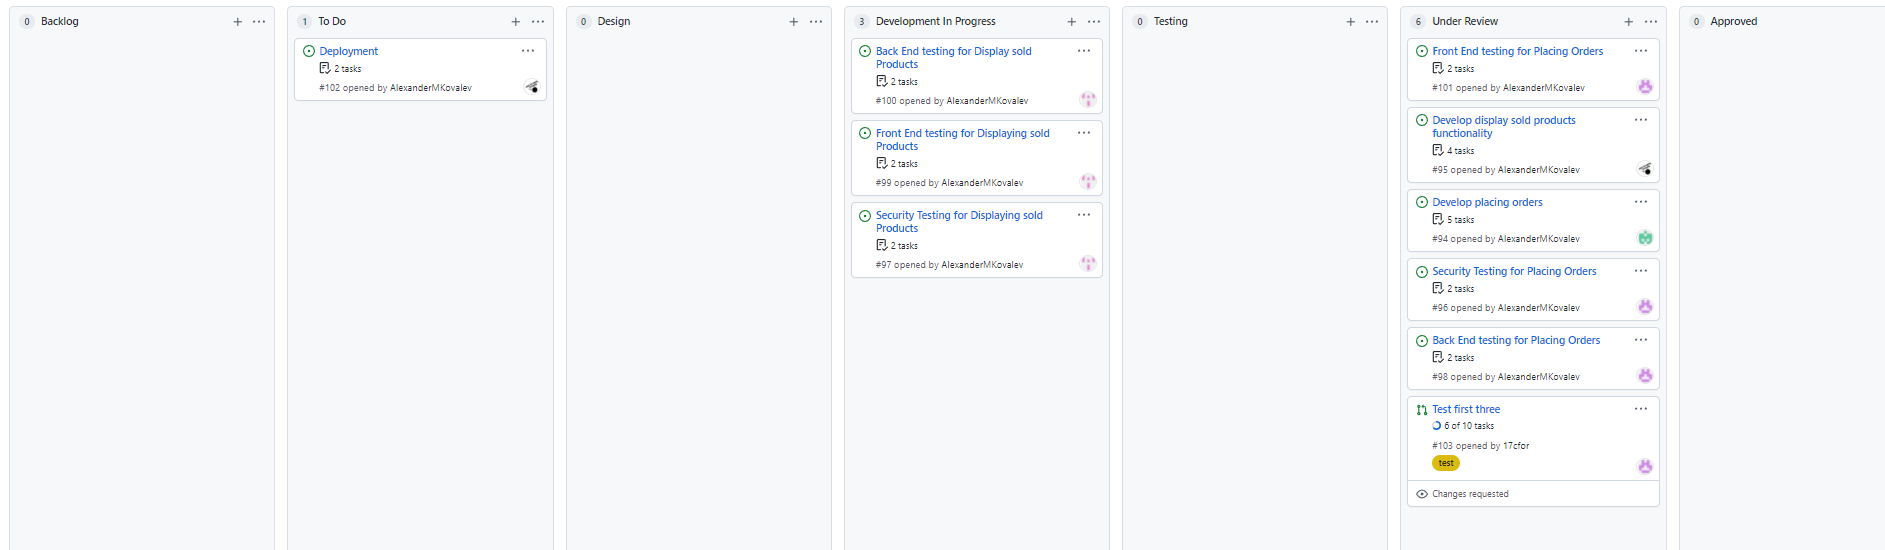 0 Backlog
1 To Do
Deployment
2 tasks
#102 opened by AlexanderMKovalev
0 Design
3 Development In Progress
Back End testing for Display sold
Products
2 tasks
#100 opened by AlexanderMKovalev
Front End testing for Displaying sold
Products
2 tasks
#99 opened by AlexanderMKovalev
Security Testing for Displaying sold
Products
2 tasks
#97 opened by AlexanderMKovalev
0 Testing
6 Under Review
Front End testing for Placing Orders
2 tasks
#101 opened by AlexanderMKovalev
Develop display sold products
functionality
4 tasks
#95 opened by AlexanderMKovalev
Develop placing orders
5 tasks
#94 opened by AlexanderMKovalev
Security Testing for Placing Orders
2 tasks
#96 opened by AlexanderMKovalev
Back End testing for Placing Orders
2 tasks
#98 opened by AlexanderMKovalev
Test first three
6 of 10 tasks
#103 opened by 17cfor
test
Changes requested
0 Approved